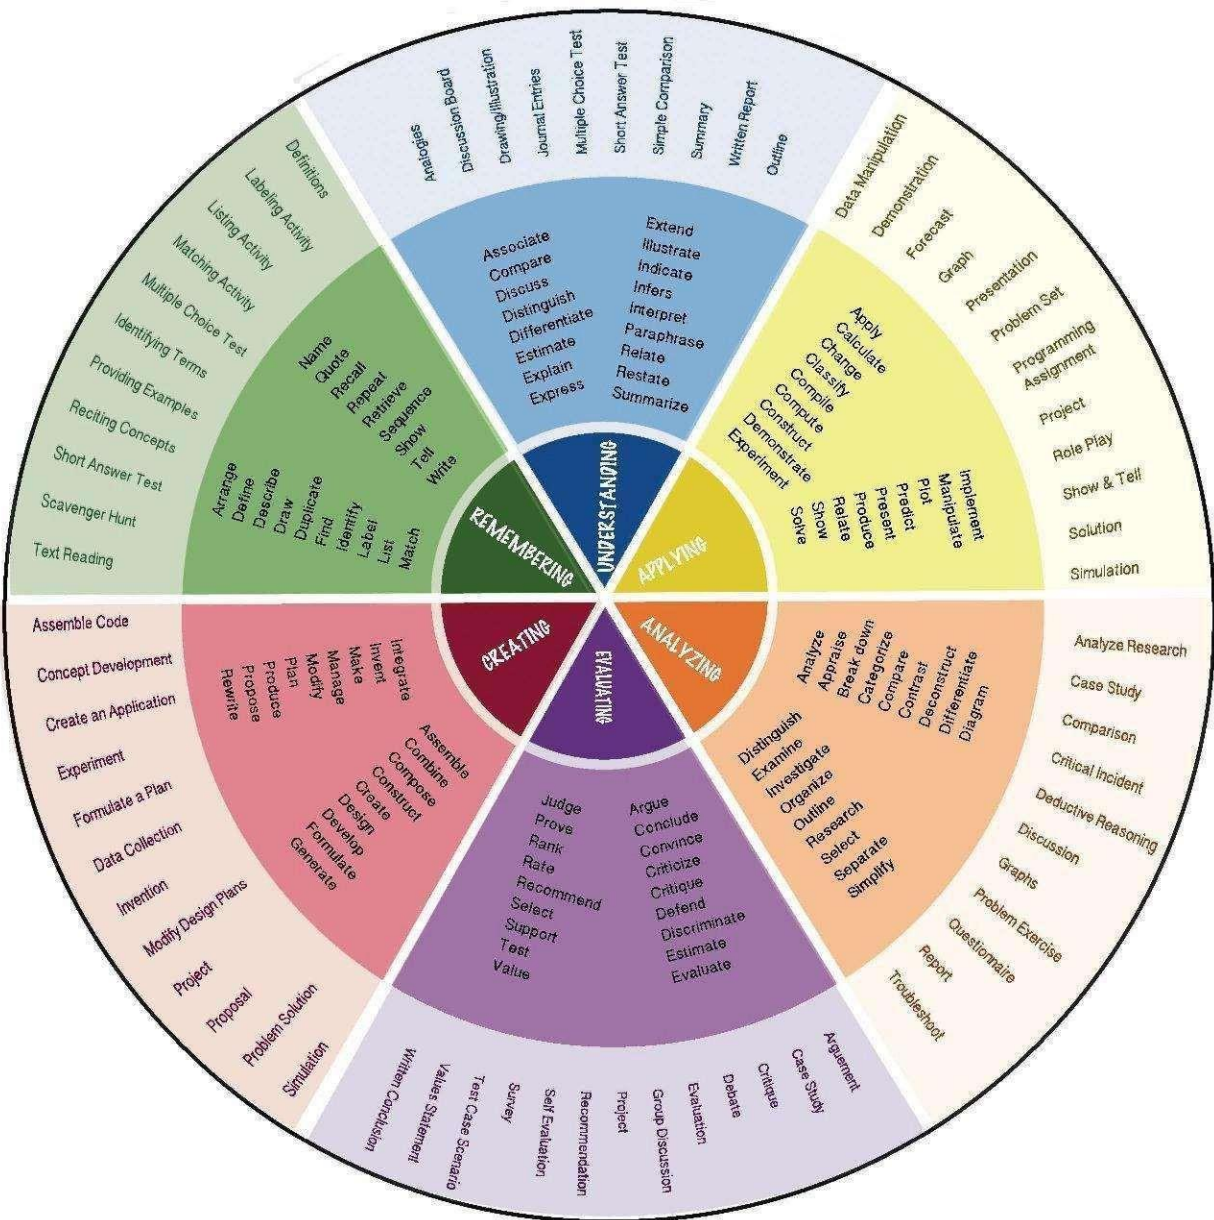 UNDERSTANDING
Associate
Compare
Discuss
Distinguish
Differentiate
Estimate
Explain
Express
Extend
Illustrate
Indicate
Infers
Interpret
Paraphrase
Relate
Restate
Summarize
Analogies
Discussion Board
Drawing/Illustration
Journal Entries
Multiple Choice Test
Short Answer Test
Simple Comparison
Summary
Written Report
Outline
APPLYING
Apply
Calculate
Change
Classify
Compile
Compute
Construct
Demonstrate
Experiment
Implement
Manipulate
Plot
Predict
Present
Produce
Relate
Show
Solve
Data Manipulation
Demonstration
Forecast
Graph
Presentation
Problem Set
Programming
Assignment
Project
Role Play
Show & Tell
Solution
Simulation
ANALYZING
Analyze
Appraise
Break down
Categorize
Compare
Contrast
Deconstruct
Differentiate
Diagram
Distinguish
Examine
Investigate
Organize
Outline
Research
Select
Separate
Simplify
Analyze Research
Case Study
Comparison
Critical Incident
Deductive Reasoning
Discussion
Graphs
Problem Exercise
Questionnaire
Report
Troubleshoot
EVALUATING
Argue
Conclude
Convince
Criticize
Critique
Defend
Discriminate
Estimate
Evaluate
Judge
Prove
Rank
Rate
Recommend
Select
Support
Test
Value
Arguement
Case Study
Critique
Debate
Evaluation
Group Discussion
Project
Recommendation
Self Evaluation
Survey
Test Case Scenario
Values Statement
Written Conclusion
CREATING
Assemble
Combine
Compose
Construct
Create
Design
Develop
Formulate
Generate
Integrate
Invent
Make
Manage
Modify
Plan
Produce
Propose
Rewrite
Assemble Code
Concept Development
Create an Application
Experiment
Formulate a Plan
Data Collection
Invention
Modify Design Plans
Project
Proposal
Problem Solution
Simulation
REMEMBERING
Arrange
Define
Describe
Draw
Duplicate
Find
Identify
Label
List
Match
Name
Quote
Recall
Repeat
Retrieve
Sequence
Show
Tell
Write
Definitions
Labeling Activity
Listing Activity
Matching Activity
Multiple Choice Test
Identifying Terms
Providing Examples
Reciting Concepts
Short Answer Test
Scavenger Hunt
Text Reading